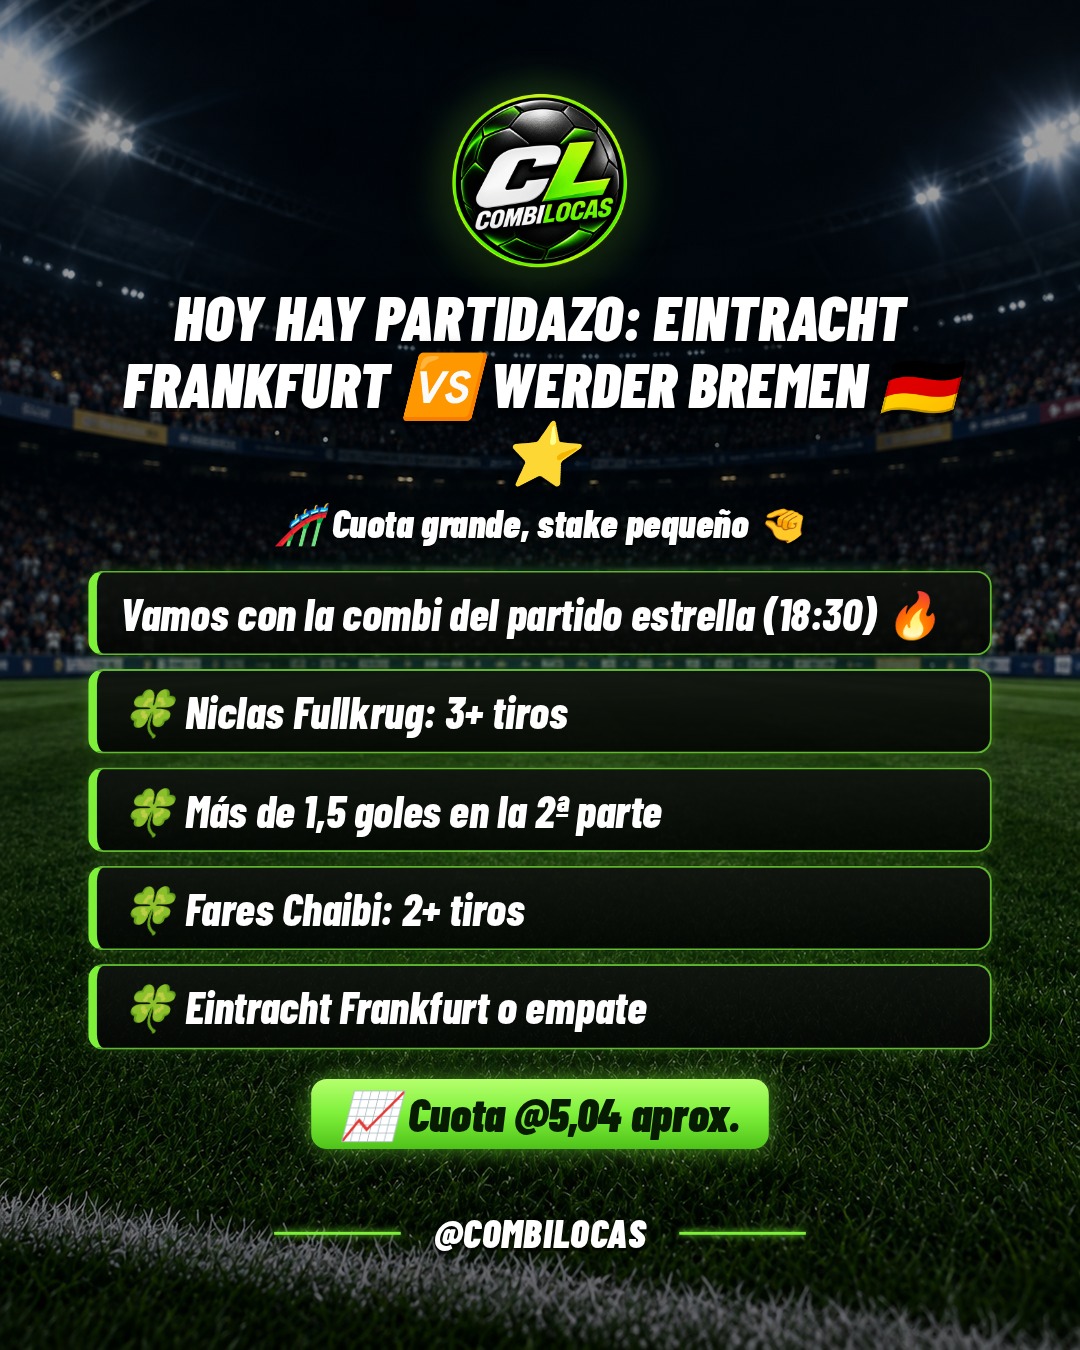 CL
COMBILOCAS
HOY HAY PARTIDAZO: EINTRACHT
FRANKFURT 🆚 WERDER BREMEN 🇩🇪
⭐
🎢 Cuota grande, stake pequeño 🤏
Vamos con la combi del partido estrella (18:30) 🔥
🍀 Niclas Fullkrug: 3+ tiros
🍀 Más de 1,5 goles en la 2ª parte
🍀 Fares Chaibi: 2+ tiros
🍀 Eintracht Frankfurt o empate
📈 Cuota @5,04 aprox.
@COMBILOCAS